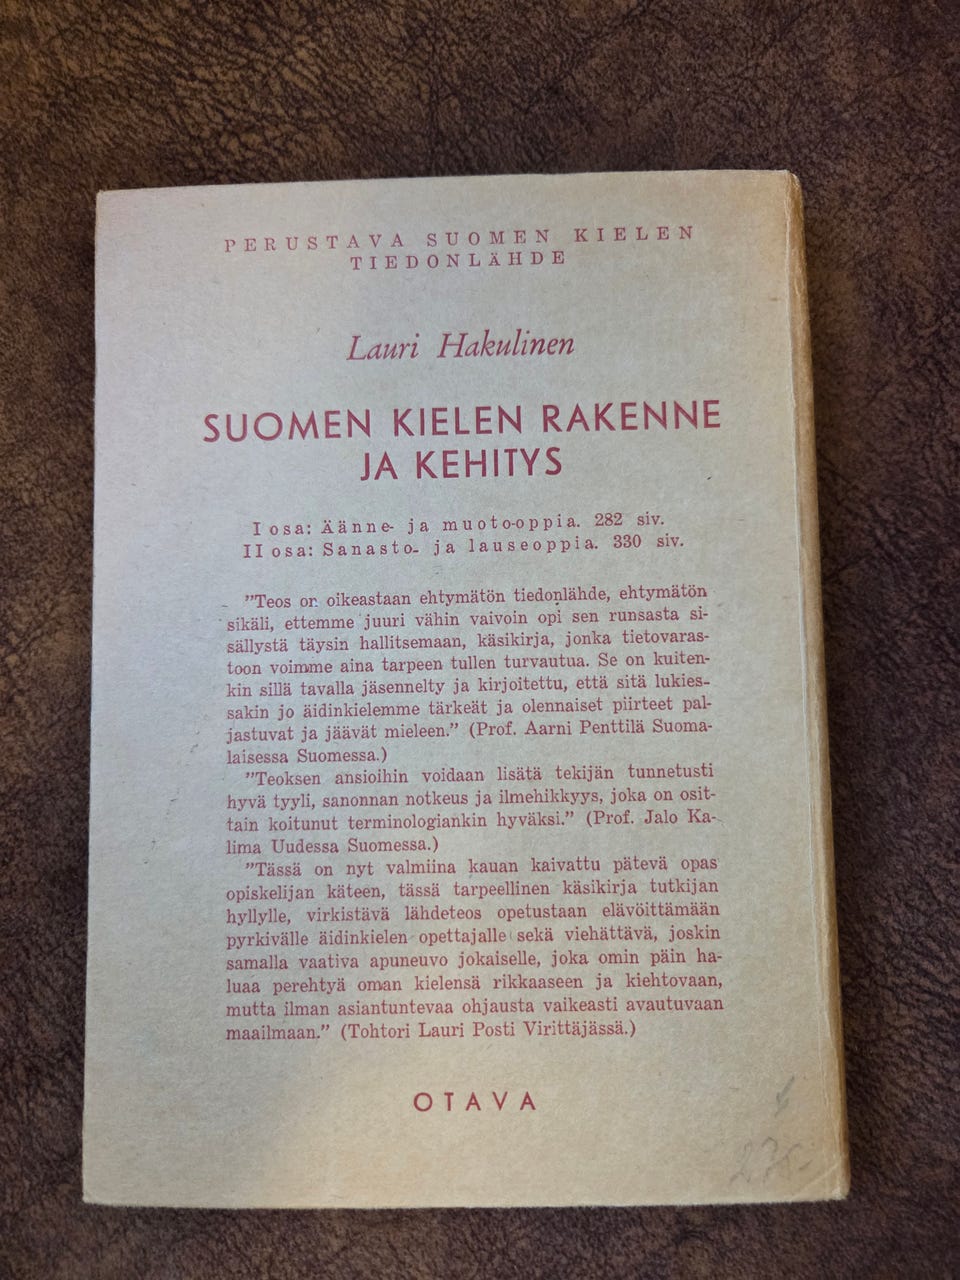 PERUSTAVA SUOMEN KIELEN
TIEDONLÄHDE
Lauri Hakulinen
SUOMEN KIELEN RAKENNE
JA KEHITYS
I osa: Äänne- ja muoto-oppia. 282 siv.
II osa: Sanasto- ja lauseoppia. 330 siv.
"Teos on oikeastaan ehtymätön tiedonlähde, ehtymätön
sikäli, ettemme juuri vähin vaivoin opi sen runsasta si-
sällystä täysin hallitsemaan, käsikirja, jonka tietovaras-
toon voimme aina tarpeen tullen turvautua. Se on kuiten-
kin sillä tavalla jäsennelty ja kirjoitettu, että sitä lukies-
sakin jo äidinkielemme tärkeät ja olennaiset piirteet pal-
jastuvat ja jäävät mieleen." (Prof. Aarni Penttilä Suoma-
laisessa Suomessa.)
"Teoksen ansioihin voidaan lisätä tekijän tunnetusti
hyvä tyyli, sanonnan notkeus ja ilmehikkyys, joka on osit-
tain koitunut terminologiankin hyväksi." (Prof. Jalo Ka-
lima Uudessa Suomessa.)
"Tässä on nyt valmiina kauan kaivattu pätevä opas
opiskelijan käteen, tässä tarpeellinen käsikirja tutkijan
hyllylle, virkistävä lähdeteos opetustaan elävöittämään
pyrkivälle äidinkielen opettajalle sekä viehättävä, joskin
samalla vaativa apuneuvo jokaiselle, joka omin päin ha-
luaa perehtyä oman kielensä rikkaaseen ja kiehtovaan,
mutta ilman asiantuntevaa ohjausta vaikeasti avautuvaan
maailmaan." (Tohtori Lauri Posti Virittäjässä.)
OTAVA